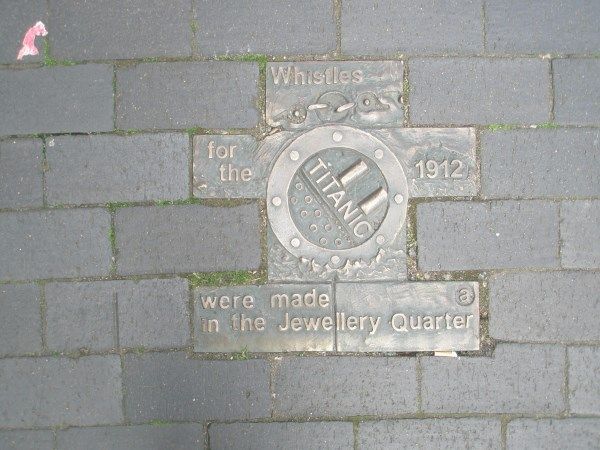 Whistles
for
the
TITANIC
1912
were made
in the Jewellery Quarter
a